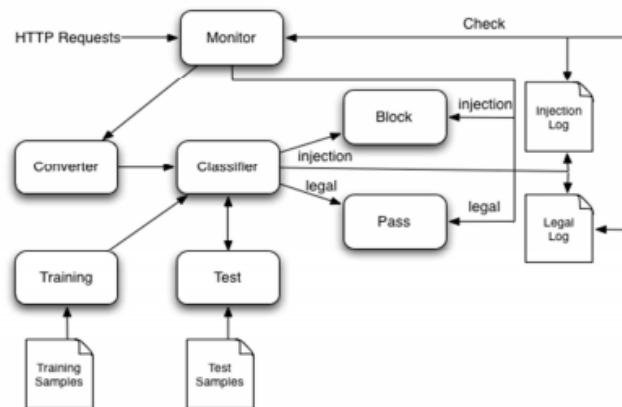 Check
HTTP Requests
Monitor
Block
injection
Injection
Log
Converter
Classifier
injection
legal
Pass
legal
Legal
Log
Training
Test
Training
Samples
Test
Samples